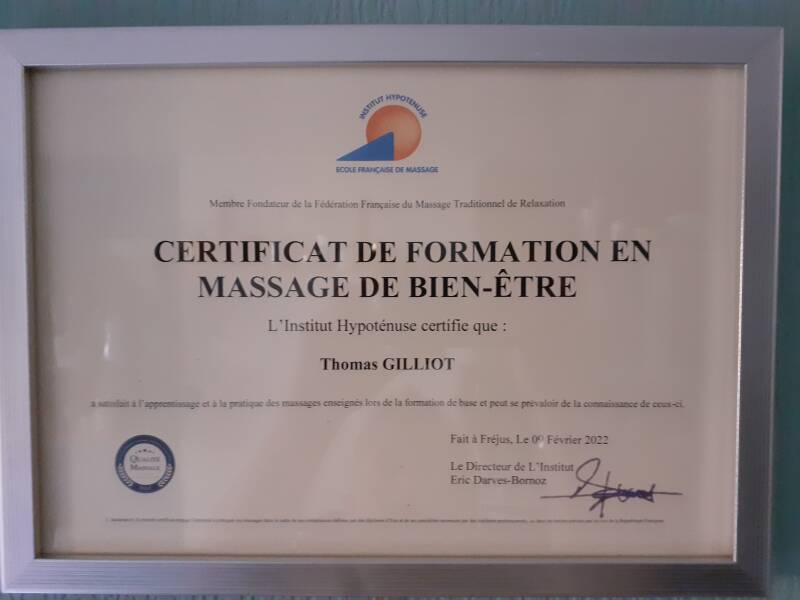 INSTITUT HYPOTENUSE
ECOLE FRANÇAISE DE MASSAGE
Membre Fondateur de la Fédération Française du Massage Traditionnel de Relaxation
CERTIFICAT DE FORMATION EN
MASSAGE DE BIEN-ÊTRE
L'Institut Hypoténuse certifie que :
Thomas GILLIOT
a satisfait à l'apprentissage et à la pratique des massages enseignés lors de la formation de base et peut se prévaloir de la connaissance de ceux-ci.
Fait à Fréjus, Le 09 Février 2022
Le Directeur de L'Institut
Eric Darves-Bornoz
QUALITÉ
MASSAGE